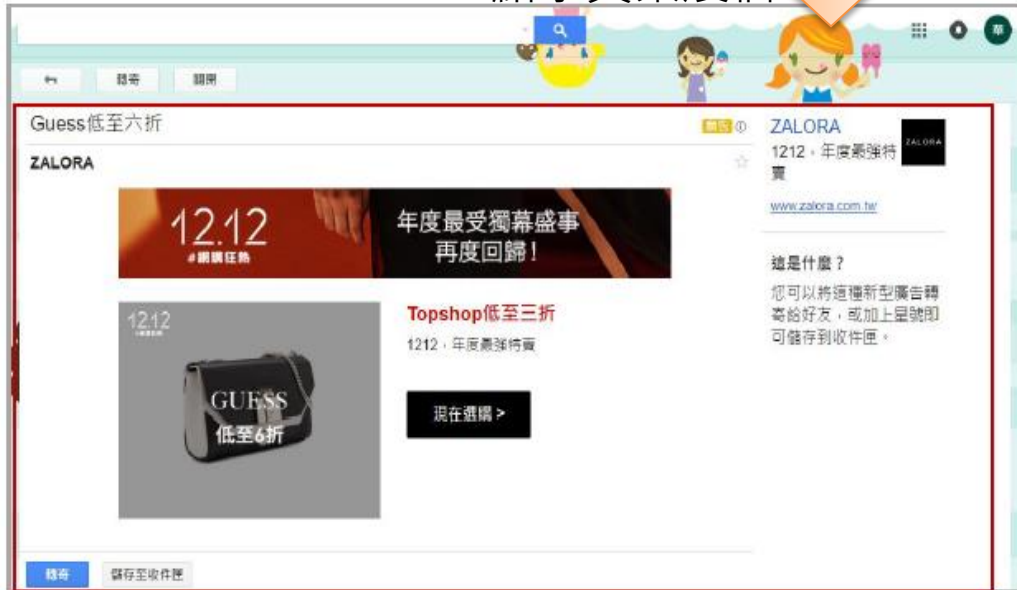 華
轉寄
關閉
Guess低至六折
廣告
ZALORA
12.12
#網購狂熱
年度最受獨幕盛事
再度回歸!
12.12
GUESS
低至6折
Topshop低至三折
1212,年度最強特賣
現在選購 >
ZALORA
1212,年度最強特
賣
ZALORA
www.zalora.com.tw
這是什麼?
您可以將這種新型廣告轉
寄給好友,或加上星號即
可儲存到收件匣。
轉寄
儲存至收件匣